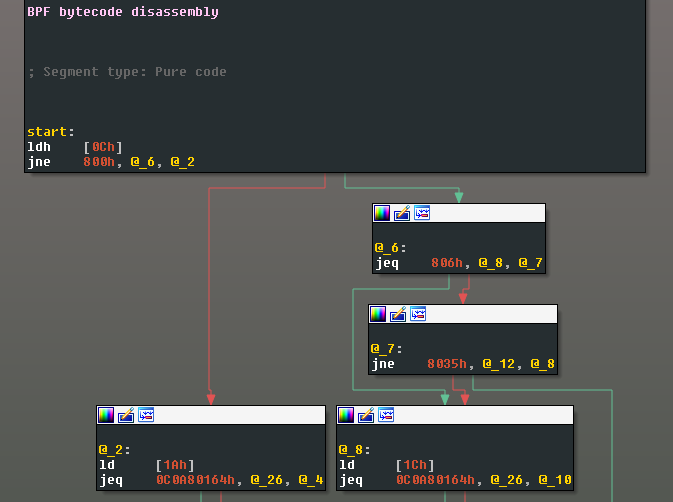 BPF bytecode disassembly
; Segment type: Pure code
start:
ldh [0Ch]
jne 800h, @_6, @_2
@_6:
jeq 806h, @_8, @_7
@_7:
jne 8035h, @_12, @_8
@_2:
ld [1Ah]
jeq 0C0A80164h, @_26, @_4
@_8:
ld [1Ch]
jeq 0C0A80164h, @_26, @_10